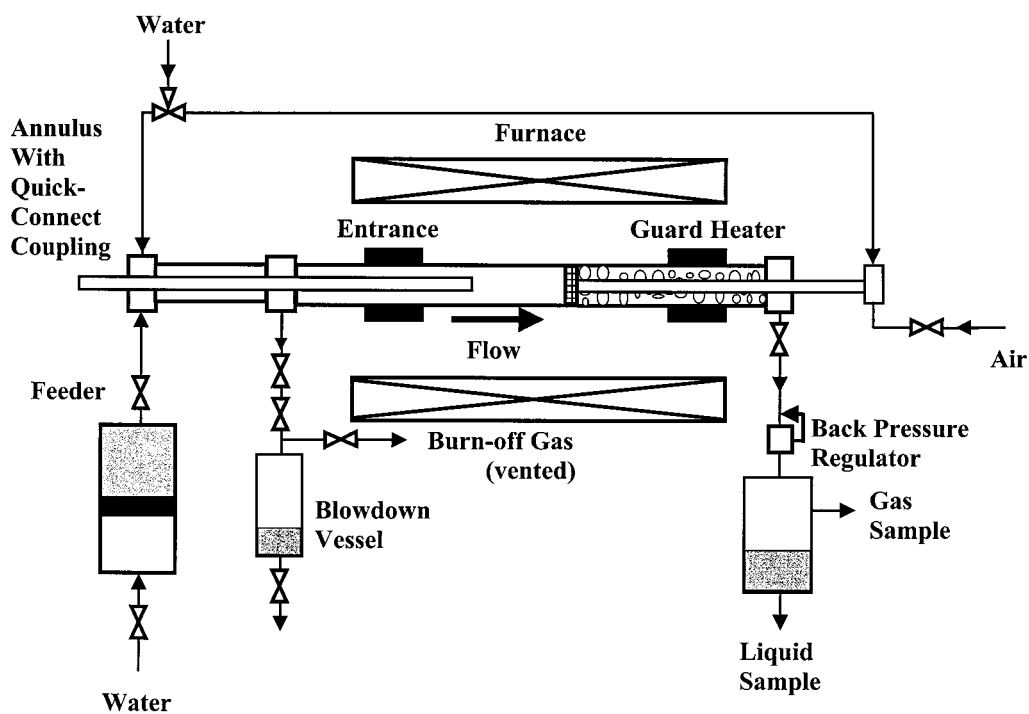 Water
Annulus
With
Quick-
Connect
Coupling
Furnace
Entrance
Guard Heater
Flow
Air
Feeder
Burn-off Gas
(vented)
Back Pressure
Regulator
Blowdown
Vessel
Gas
Sample
Liquid
Sample
Water